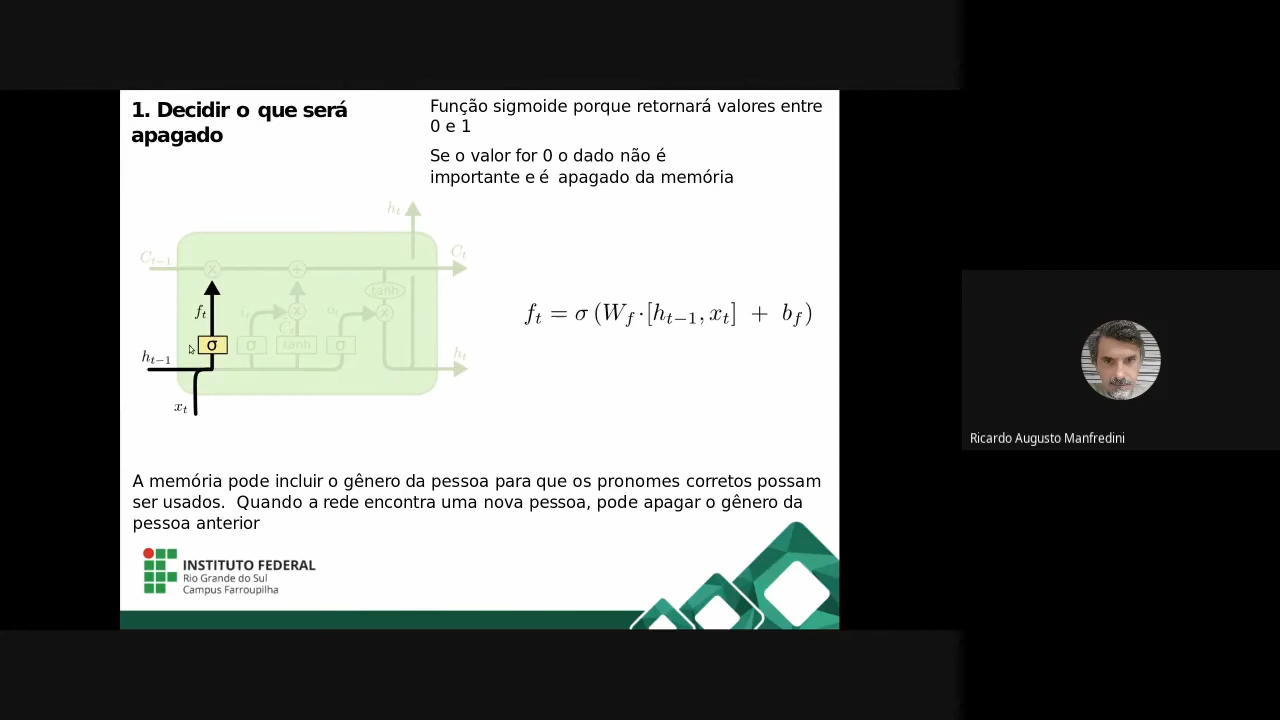 1. Decidir o que será
apagado
Função sigmoide porque retornará valores entre
0 e 1
Se o valor for 0 o dado não é
importante e é apagado da memória
h_t
C_{t-1}
C_t
x
+
tanh
f_t
i_t
x
o_t
x
C̃_t
σ
σ
tanh
σ
h_{t-1}
h_t
x_t
f_t = σ (W_f·[h_{t-1}, x_t] + b_f)
A memória pode incluir o gênero da pessoa para que os pronomes corretos possam
ser usados. Quando a rede encontra uma nova pessoa, pode apagar o gênero da
pessoa anterior
INSTITUTO FEDERAL
Rio Grande do Sul
Campus Farroupilha
Ricardo Augusto Manfredini